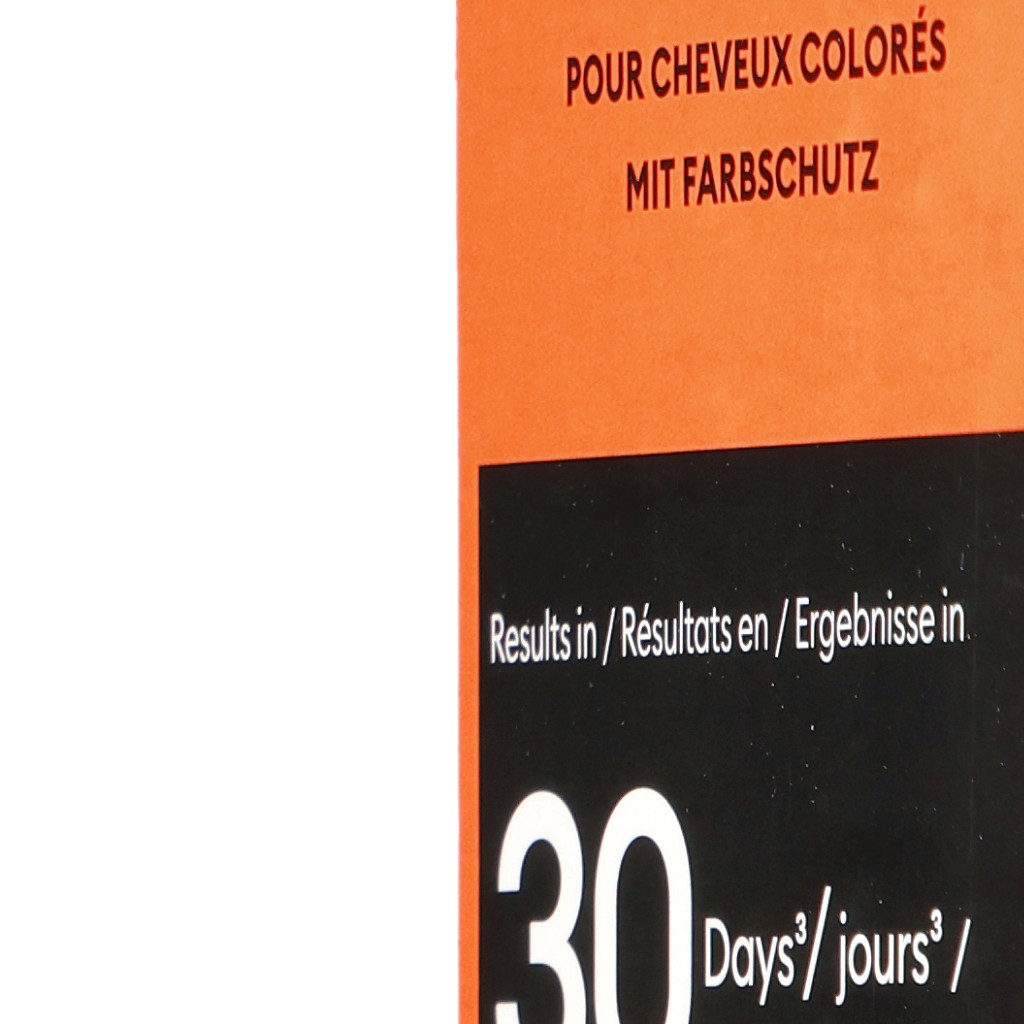 POUR CHEVEUX COLORÉS
MIT FARBSCHUTZ
Results in / Résultats en / Ergebnisse in
30 Days³ / jours³ /